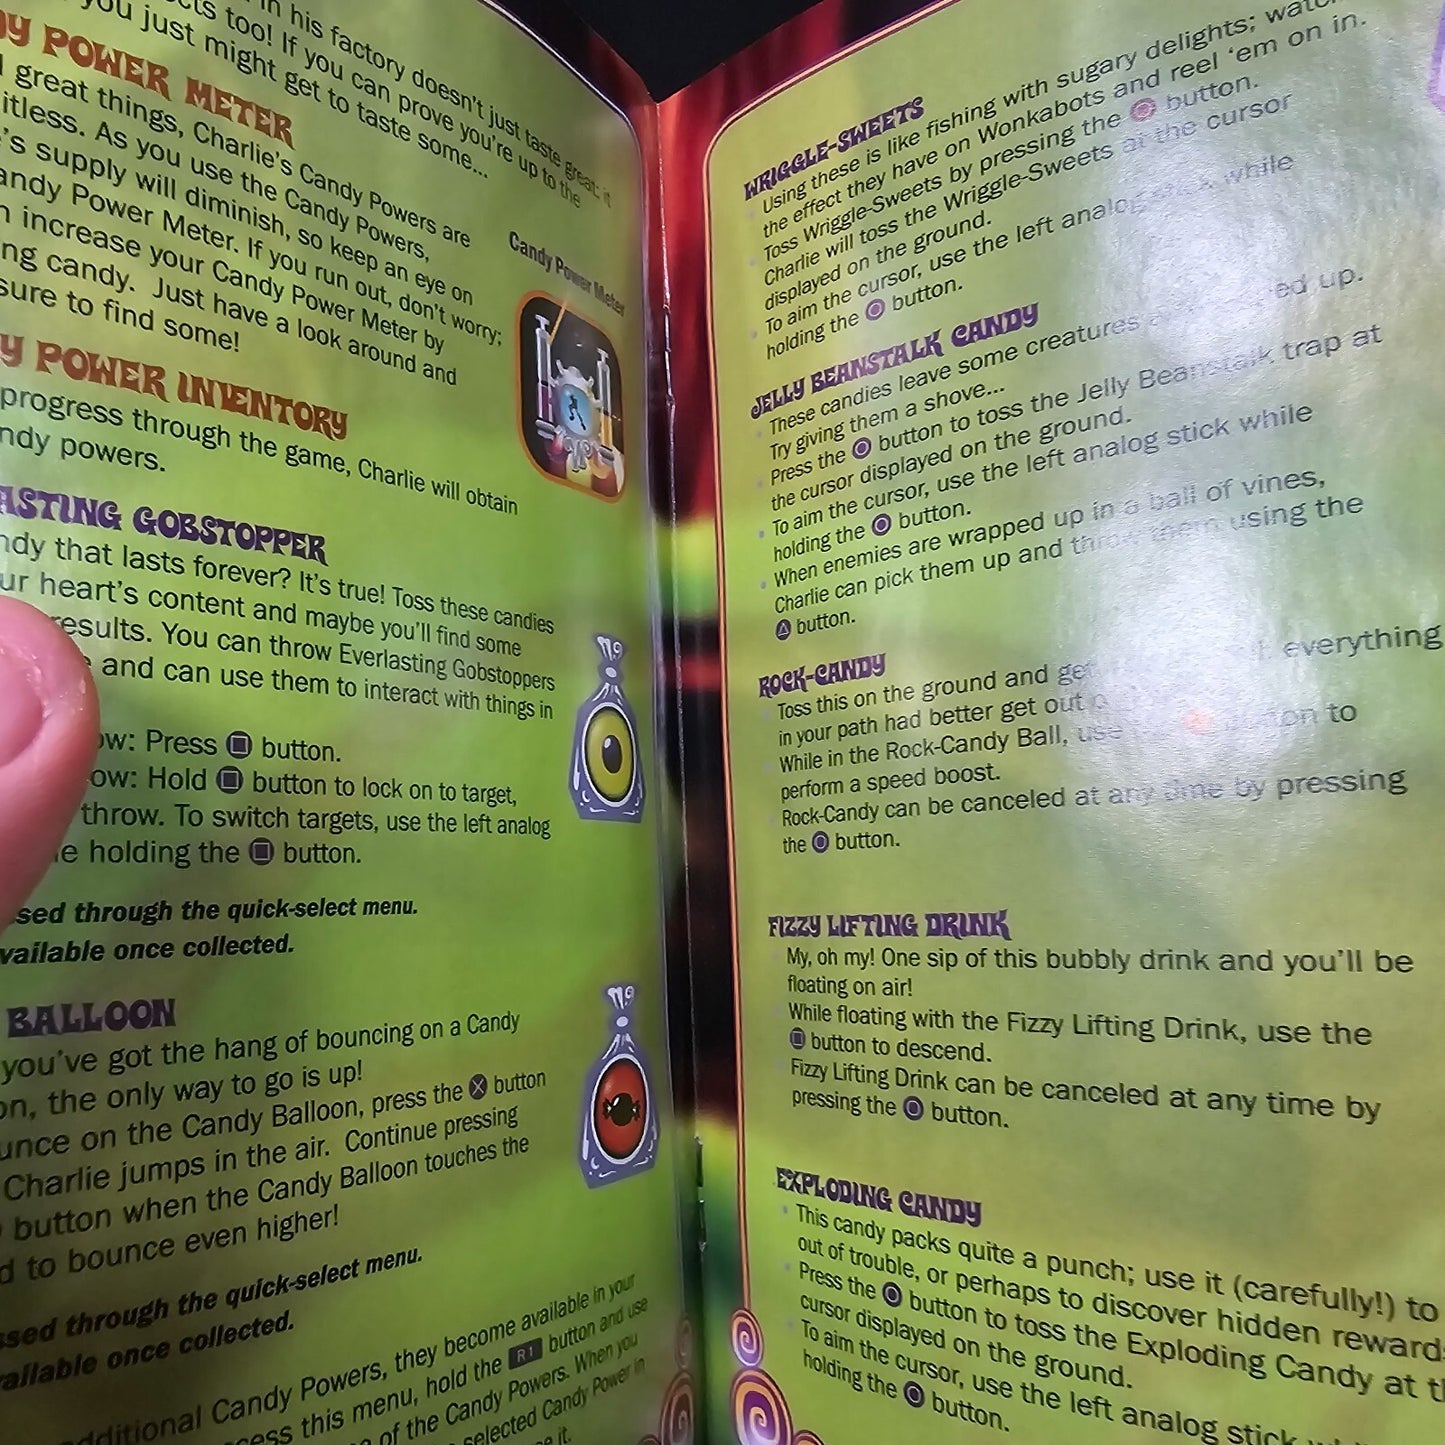 in his factory doesn't just taste great; it
too! If you can prove you're up to the
you just might get to taste some...
POWER METER
great things, Charlie's Candy Powers are
itless. As you use the Candy Powers,
's supply will diminish, so keep an eye on
andy Power Meter. If you run out, don't worry;
n increase your Candy Power Meter by
ng candy. Just have a look around and
sure to find some!
Candy Power Meter
Y POWER INVENTORY
progress through the game, Charlie will obtain
ndy powers.
ASTING GOBSTOPPER
ndy that lasts forever? It's true! Toss these candies
ur heart's content and maybe you'll find some
results. You can throw Everlasting Gobstoppers
and can use them to interact with things in
ow: Press button.
ow: Hold button to lock on to target,
throw. To switch targets, use the left analog
e holding the button.
ssed through the quick-select menu.
vailable once collected.
BALLOON
you've got the hang of bouncing on a Candy
on, the only way to go is up!
unce on the Candy Balloon, press the ⓧ button
Charlie jumps in the air. Continue pressing
button when the Candy Balloon touches the
d to bounce even higher!
ssed through the quick-select menu.
ailable once collected.
dditional Candy Powers, they become available in your
cess this menu, hold the R1 button and use
of the Candy Powers. When you
selected Candy Power in
e it.
WRIGGLE-SWEETS
• Using these is like fishing with sugary delights; watch
the effect they have on Wonkabots and reel 'em on in.
• Toss Wriggle-Sweets by pressing the button.
Charlie will toss the Wriggle-Sweets at the cursor
displayed on the ground.
• To aim the cursor, use the left analog stick while
holding the button.
JELLY BEANSTALK CANDY
• These candies leave some creatures all tied up.
Try giving them a shove...
• Press the button to toss the Jelly Beanstalk trap at
the cursor displayed on the ground.
• To aim the cursor, use the left analog stick while
holding the button.
• When enemies are wrapped up in a ball of vines,
Charlie can pick them up and throw them using the
button.
ROCK-CANDY
• Toss this on the ground and get everything
in your path had better get out
• While in the Rock-Candy Ball, use button to
perform a speed boost.
• Rock-Candy can be canceled at any time by pressing
the button.
FIZZY LIFTING DRINK
• My, oh my! One sip of this bubbly drink and you'll be
floating on air!
• While floating with the Fizzy Lifting Drink, use the
button to descend.
• Fizzy Lifting Drink can be canceled at any time by
pressing the button.
EXPLODING CANDY
• This candy packs quite a punch; use it (carefully!) to
out of trouble, or perhaps to discover hidden rewards
• Press the button to toss the Exploding Candy at th
cursor displayed on the ground.
• To aim the cursor, use the left analog stick
holding the button.